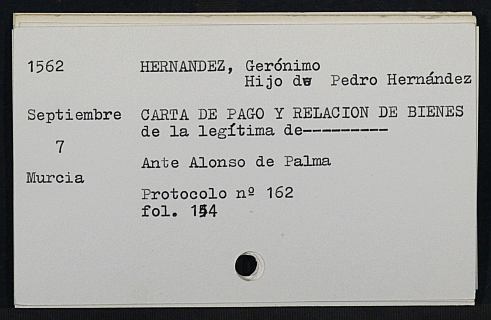 1562 HERNANDEZ, Gerónimo
Hijo de Pedro Hernández
Septiembre CARTA DE PAGO Y RELACION DE BIENES
de la legítima de---------
7
Ante Alonso de Palma
Murcia
Protocolo nº 162
fol. 154